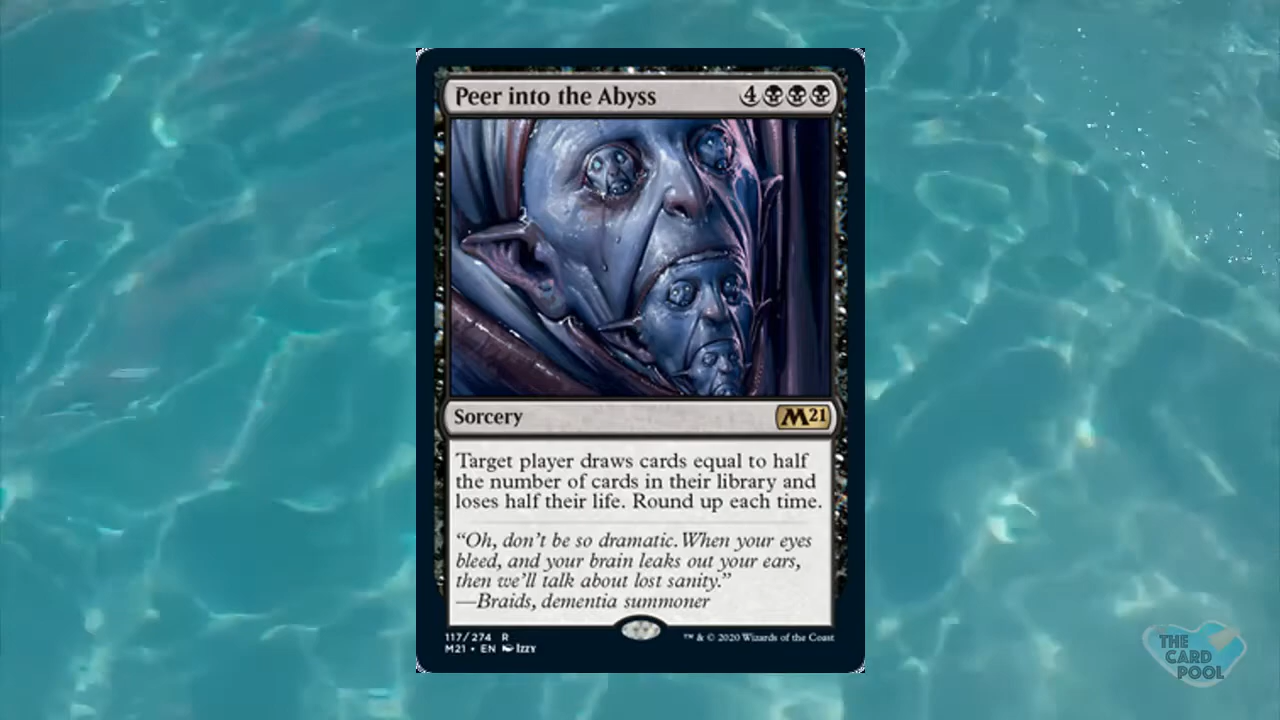 Peer into the Abyss 4
Sorcery
M21
Target player draws cards equal to half
the number of cards in their library and
loses half their life. Round up each time.
“Oh, don’t be so dramatic. When your eyes
bleed, and your brain leaks out your ears,
then we’ll talk about lost sanity.”
—Braids, dementia summoner
117/274 R
M21 • EN Izzy
™ & © 2020 Wizards of the Coast
THE
CARD
POOL